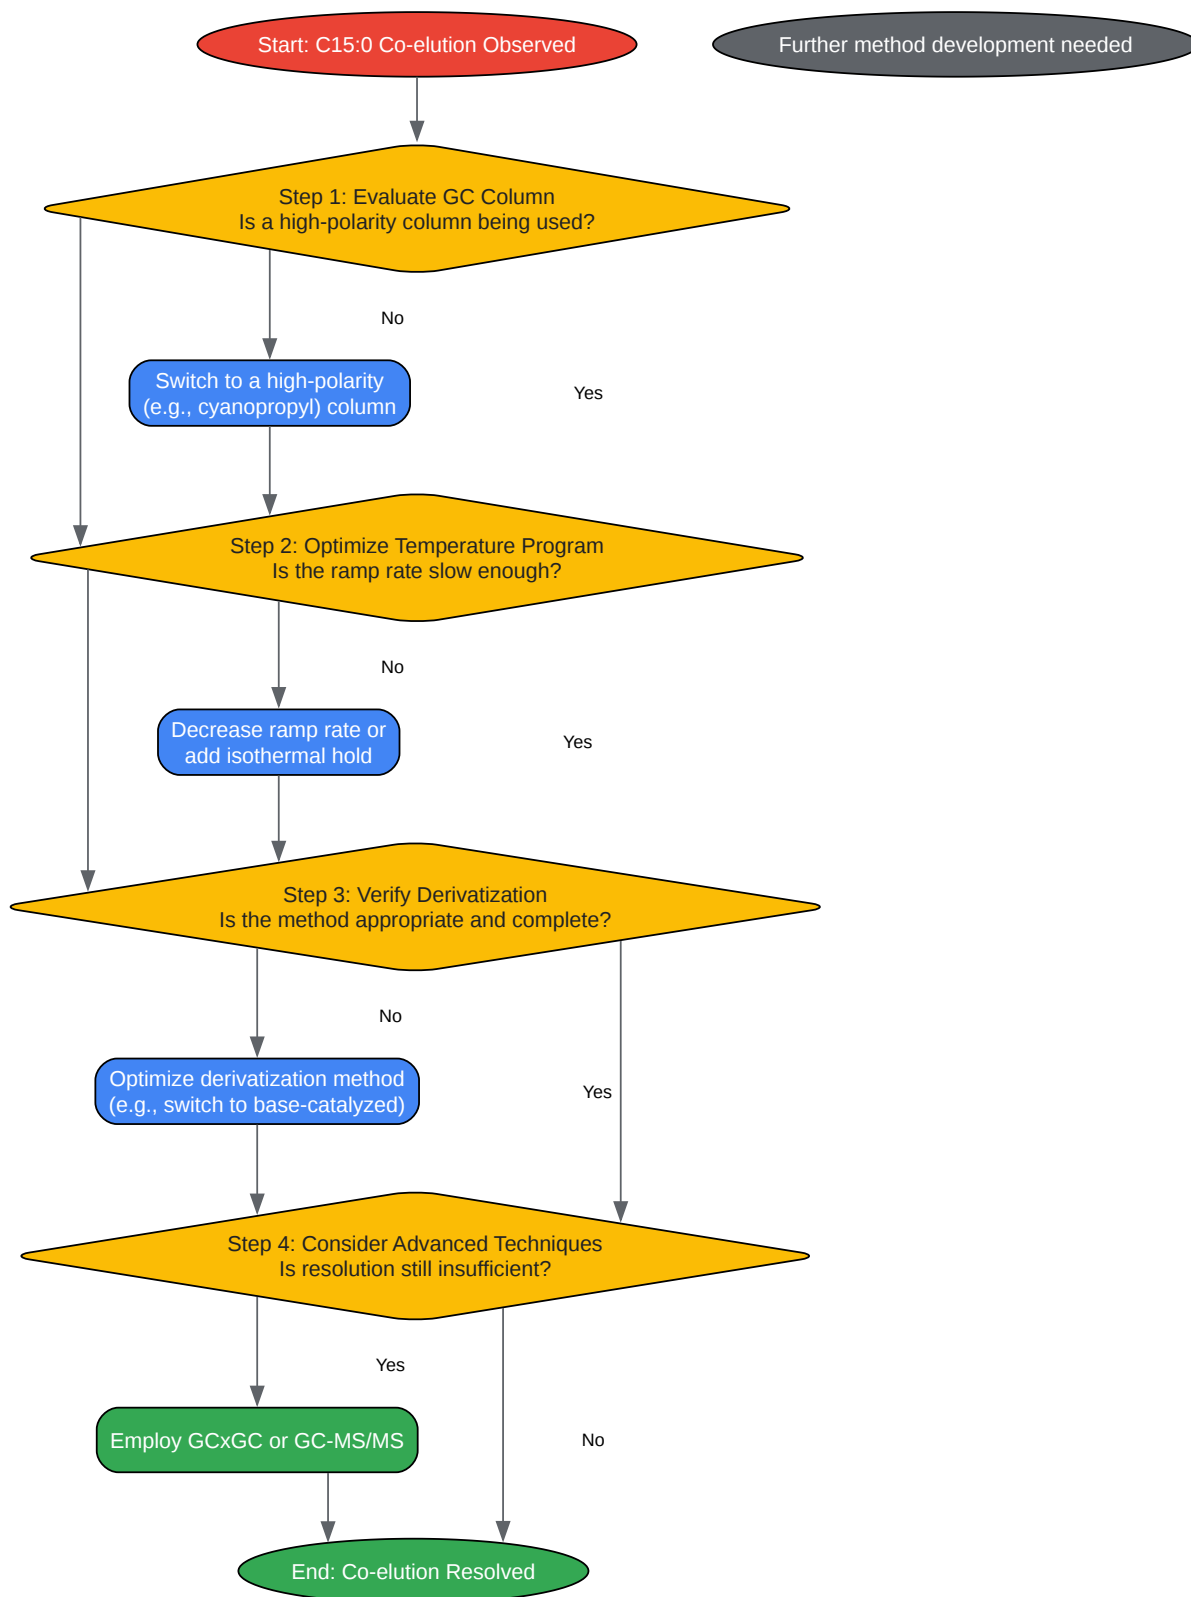 Start: C15:0 Co-elution Observed
Further method development needed
Step 1: Evaluate GC Column
Is a high-polarity column being used?
No
Switch to a high-polarity
(e.g., cyanopropyl) column
Yes
Step 2: Optimize Temperature Program
Is the ramp rate slow enough?
No
Decrease ramp rate or
add isothermal hold
Yes
Step 3: Verify Derivatization
Is the method appropriate and complete?
No
Optimize derivatization method
(e.g., switch to base-catalyzed)
Yes
Step 4: Consider Advanced Techniques
Is resolution still insufficient?
Yes
Employ GCxGC or GC-MS/MS
No
End: Co-elution Resolved